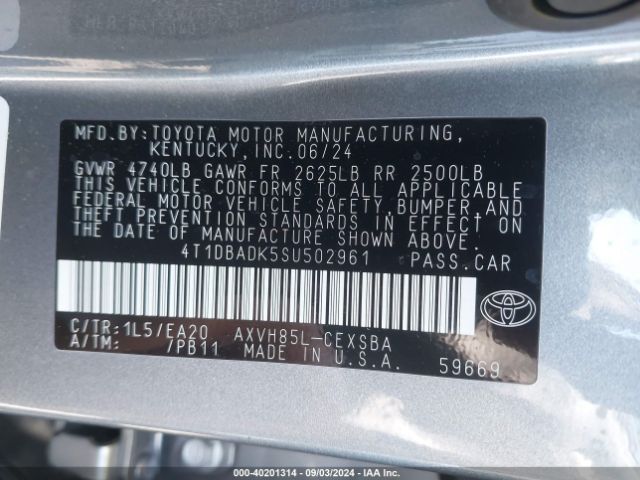 MFD.BY:TOYOTA MOTOR MANUFACTURING,
KENTUCKY,INC.06/24
GVWR 4740LB GAWR FR 2625LB RR 2500LB
THIS VEHICLE CONFORMS TO ALL APPLICABLE
FEDERAL MOTOR VEHICLE SAFETY,BUMPER,AND
THEFT PREVENTION STANDARDS IN EFFECT ON
THE DATE OF MANUFACTURE SHOWN ABOVE.
4T1DBADK5SU502961 PASS.CAR
C/TR:1L5/EA20 AXVH85L-CEXSBA
A/TM: /PB11 MADE IN U.S.A. 59669
000-40201314 - 09/03/2024 - IAA Inc.